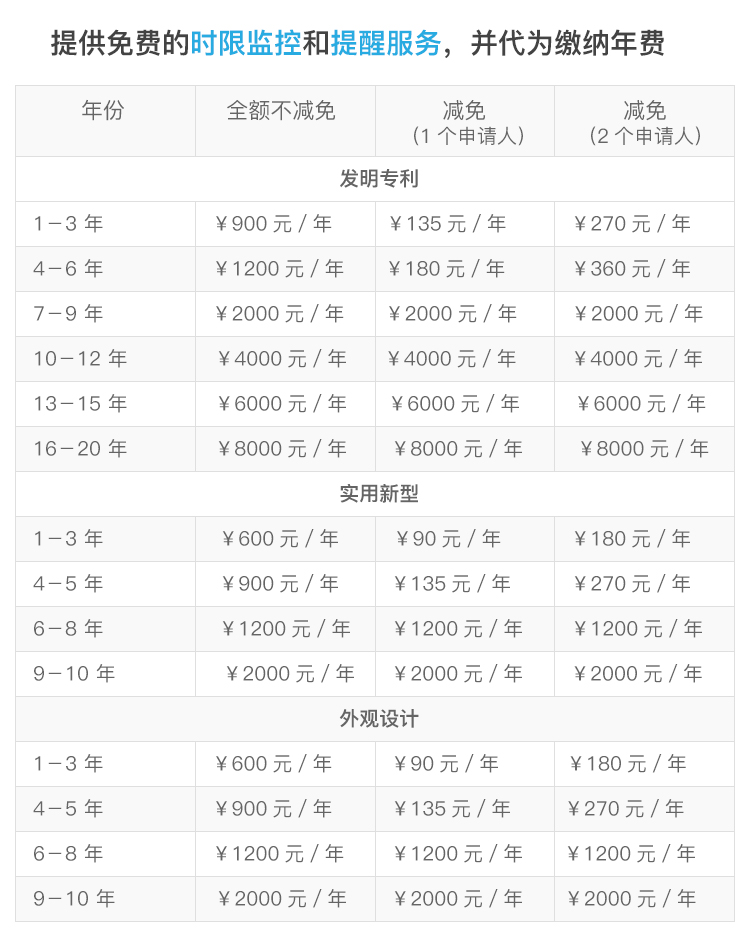 提供免费的时限监控和提醒服务，并代为缴纳年费
年份 全额不减免 减免 (1 个申请人) 减免 (2 个申请人)
发明专利
1－3 年 ￥900 元 / 年 ￥135 元 / 年 ￥270 元 / 年
4－6 年 ￥1200 元 / 年 ￥180 元 / 年 ￥360 元 / 年
7－9 年 ￥2000 元 / 年 ￥2000 元 / 年 ￥2000 元 / 年
10－12 年 ￥4000 元 / 年 ￥4000 元 / 年 ￥4000 元 / 年
13－15 年 ￥6000 元 / 年 ￥6000 元 / 年 ￥6000 元 / 年
16－20 年 ￥8000 元 / 年 ￥8000 元 / 年 ￥8000 元 / 年
实用新型
1－3 年 ￥600 元 / 年 ￥90 元 / 年 ￥180 元 / 年
4－5 年 ￥900 元 / 年 ￥135 元 / 年 ￥270 元 / 年
6－8 年 ￥1200 元 / 年 ￥1200 元 / 年 ￥1200 元 / 年
9－10 年 ￥2000 元 / 年 ￥2000 元 / 年 ￥2000 元 / 年
外观设计
1－3 年 ￥600 元 / 年 ￥90 元 / 年 ￥180 元 / 年
4－5 年 ￥900 元 / 年 ￥135 元 / 年 ￥270 元 / 年
6－8 年 ￥1200 元 / 年 ￥1200 元 / 年 ￥1200 元 / 年
9－10 年 ￥2000 元 / 年 ￥2000 元 / 年 ￥2000 元 / 年